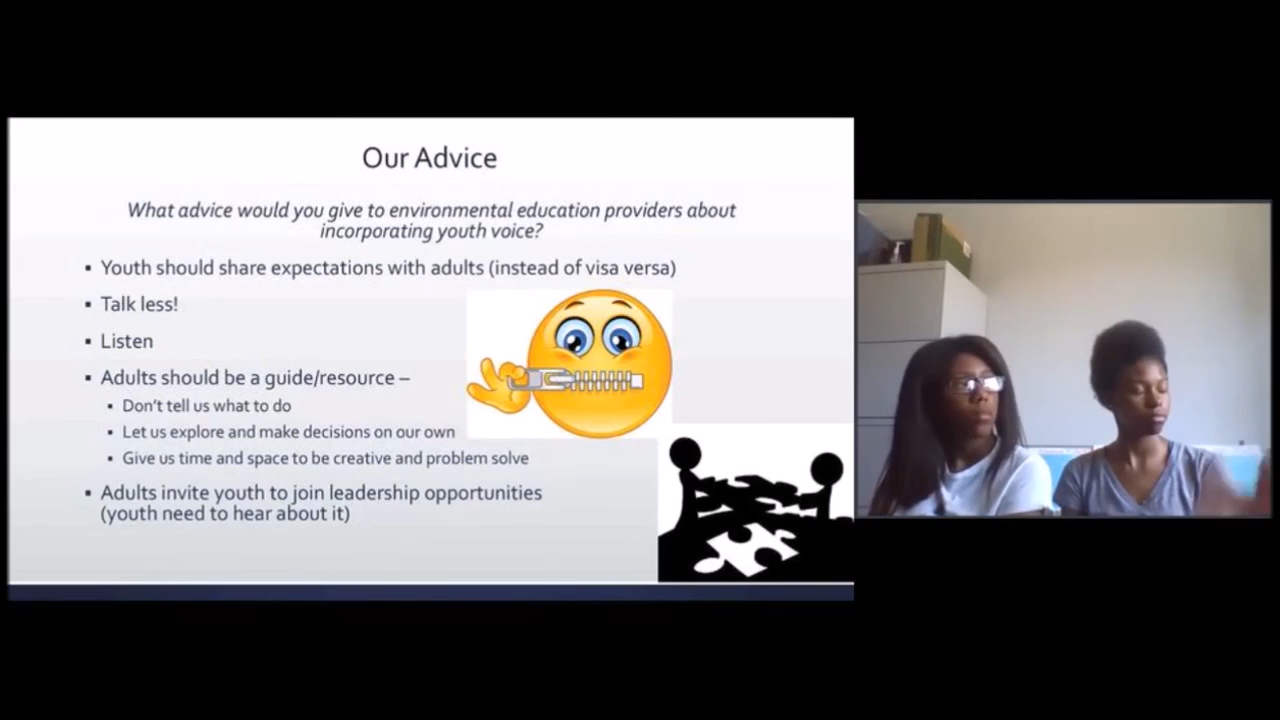 Our Advice
What advice would you give to environmental education providers about
incorporating youth voice?
▪ Youth should share expectations with adults (instead of visa versa)
▪ Talk less!
▪ Listen
▪ Adults should be a guide/resource –
▪ Don't tell us what to do
▪ Let us explore and make decisions on our own
▪ Give us time and space to be creative and problem solve
▪ Adults invite youth to join leadership opportunities
(youth need to hear about it)